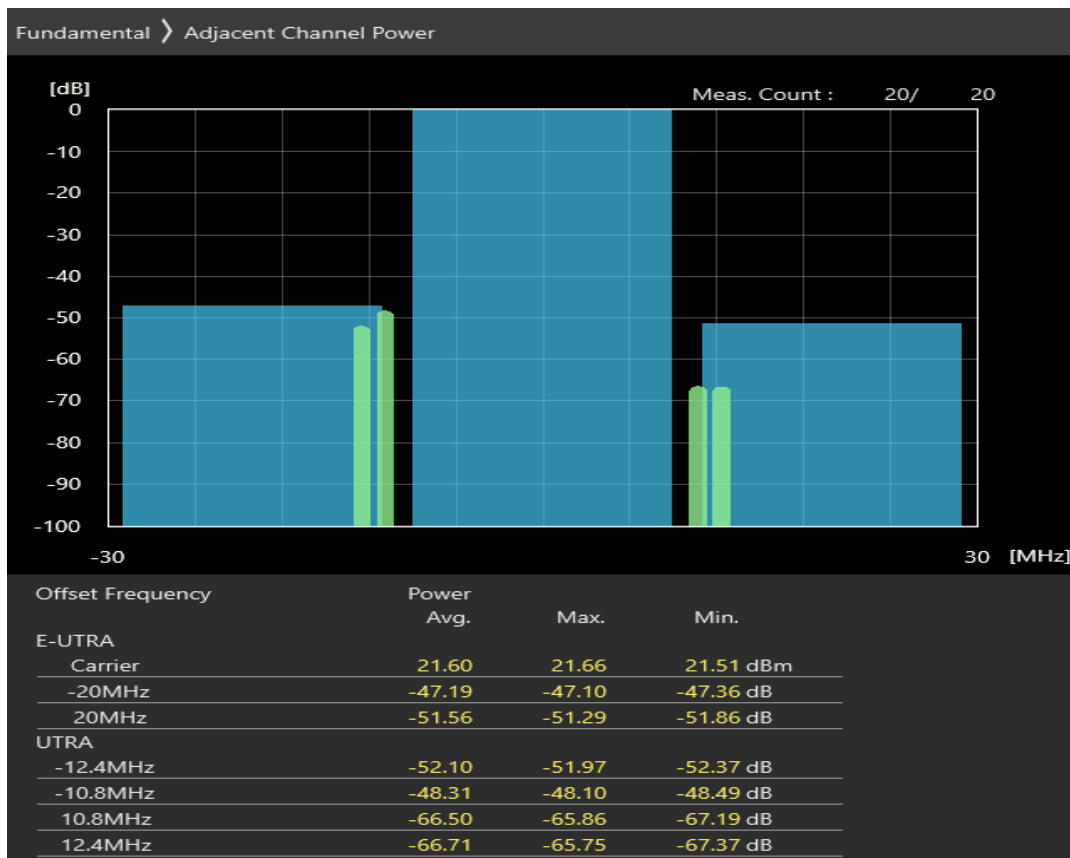 Fundamental 〉 Adjacent Channel Power
[dB]
Meas. Count : 20/ 20
0
-10
-20
-30
-40
-50
-60
-70
-80
-90
-100
-30 30 [MHz]
Offset Frequency Power
Avg. Max. Min.
E-UTRA
Carrier 21.60 21.66 21.51 dBm
-20MHz -47.19 -47.10 -47.36 dB
20MHz -51.56 -51.29 -51.86 dB
UTRA
-12.4MHz -52.10 -51.97 -52.37 dB
-10.8MHz -48.31 -48.10 -48.49 dB
10.8MHz -66.50 -65.86 -67.19 dB
12.4MHz -66.71 -65.75 -67.37 dB